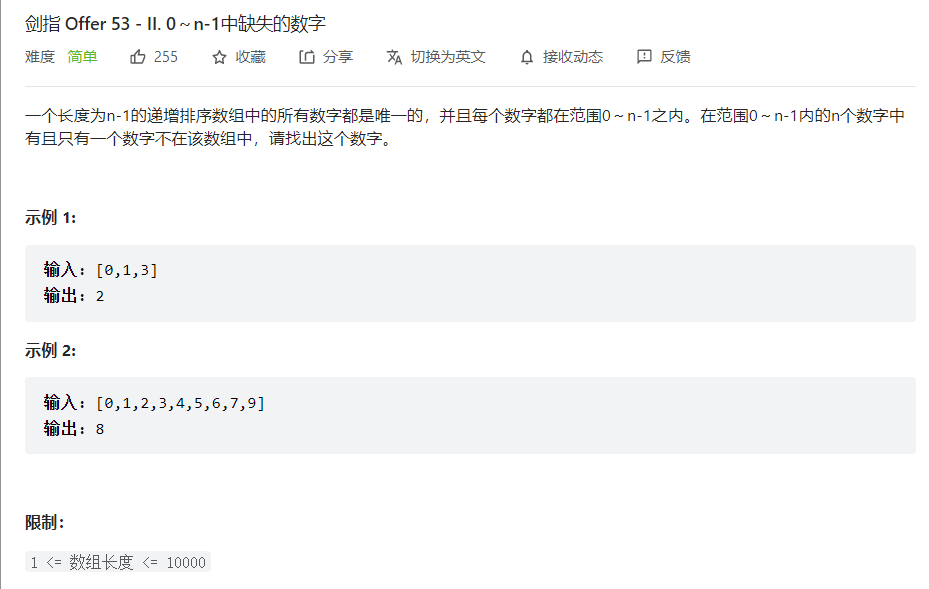 剑指 Offer 53 - II. 0～n-1中缺失的数字
难度 简单 255 收藏 分享 切换为英文 接收动态 反馈
一个长度为n-1的递增排序数组中的所有数字都是唯一的，并且每个数字都在范围0～n-1之内。在范围0～n-1内的n个数字中
有且只有一个数字不在该数组中，请找出这个数字。
示例 1:
输入: [0,1,3]
输出: 2
示例 2:
输入: [0,1,2,3,4,5,6,7,9]
输出: 8
限制：
1 <= 数组长度 <= 10000